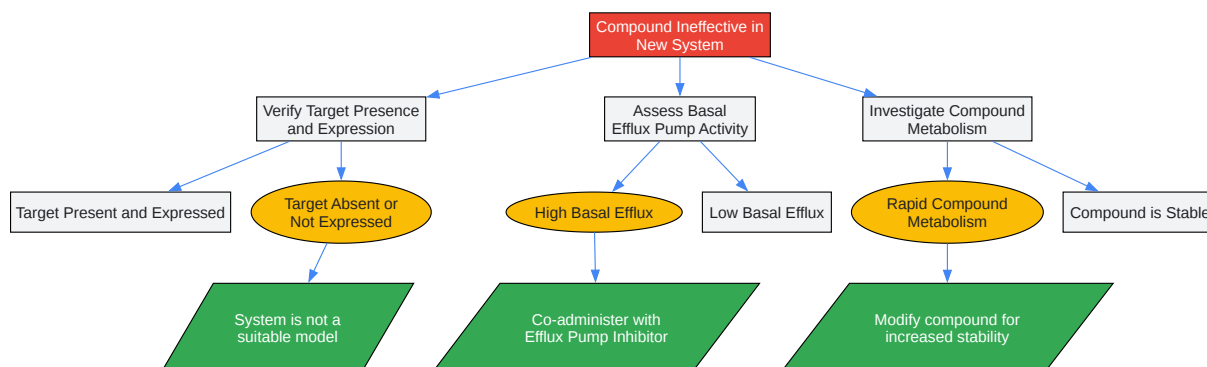 Compound Ineffective in
New System
Verify Target Presence
and Expression
Assess Basal
Efflux Pump Activity
Investigate Compound
Metabolism
Target Present and Expressed
Target Absent or
Not Expressed
High Basal Efflux
Low Basal Efflux
Rapid Compound
Metabolism
Compound is Stable
System is not a
suitable model
Co-administer with
Efflux Pump Inhibitor
Modify compound for
increased stability